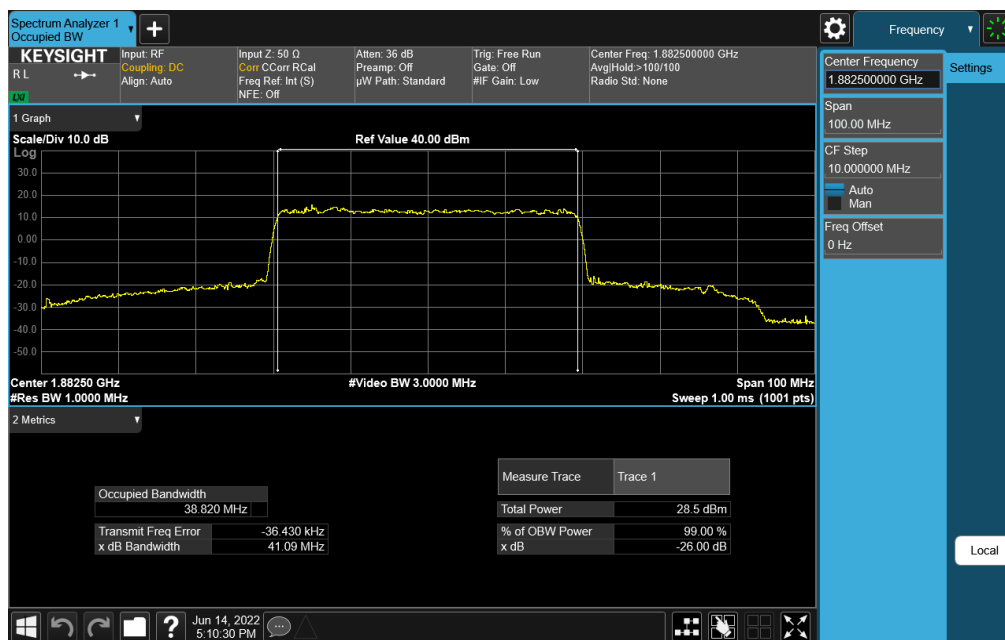 Spectrum Analyzer 1
Occupied BW
Frequency
KEYSIGHT
R L
LXI
Input: RF
Coupling: DC
Align: Auto
Input Z: 50 Ω
Corr CCorr RCal
Freq Ref: Int (S)
NFE: Off
Atten: 36 dB
Preamp: Off
µW Path: Standard
Trig: Free Run
Gate: Off
#IF Gain: Low
Center Freq: 1.882500000 GHz
Avg|Hold:>100/100
Radio Std: None
Center Frequency
1.882500000 GHz
Settings
Span
100.00 MHz
CF Step
10.000000 MHz
Auto
Man
Freq Offset
0 Hz
Local
1 Graph
Scale/Div 10.0 dB
Ref Value 40.00 dBm
Log
30.0
20.0
10.0
0.00
-10.0
-20.0
-30.0
-40.0
-50.0
Center 1.88250 GHz
#Video BW 3.0000 MHz
Span 100 MHz
#Res BW 1.0000 MHz
Sweep 1.00 ms (1001 pts)
2 Metrics
Measure Trace
Trace 1
Occupied Bandwidth
38.820 MHz
Total Power
28.5 dBm
Transmit Freq Error
-36.430 kHz
% of OBW Power
99.00 %
x dB Bandwidth
41.09 MHz
x dB
-26.00 dB
?
Jun 14, 2022
5:10:30 PM